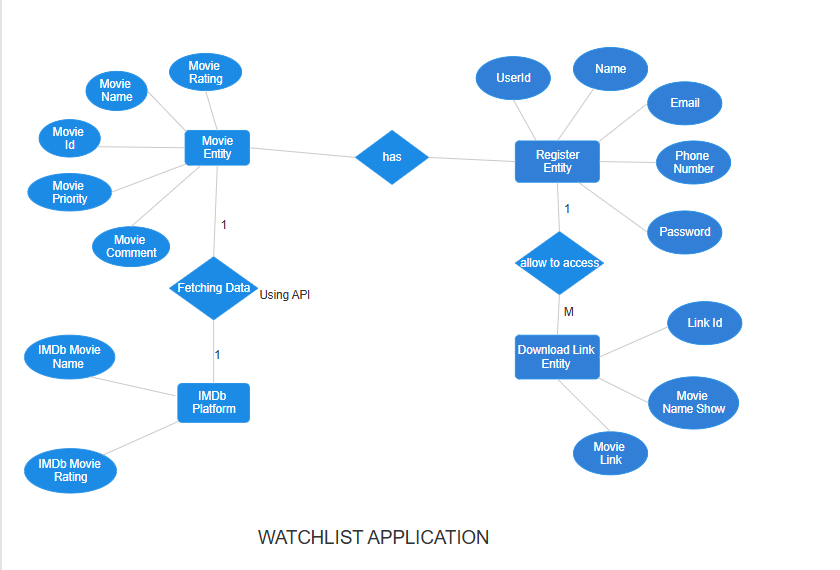 Movie
Rating
Movie
Name
Movie
Id
Movie
Entity
Movie
Priority
Movie
Comment
has
UserId
Name
Email
Register
Entity
Phone
Number
Password
1
1
allow to access
Fetching Data
Using API
M
1
Link Id
Download Link
Entity
IMDb Movie
Name
IMDb
Platform
Movie
Name Show
Movie
Link
IMDb Movie
Rating
WATCHLIST APPLICATION